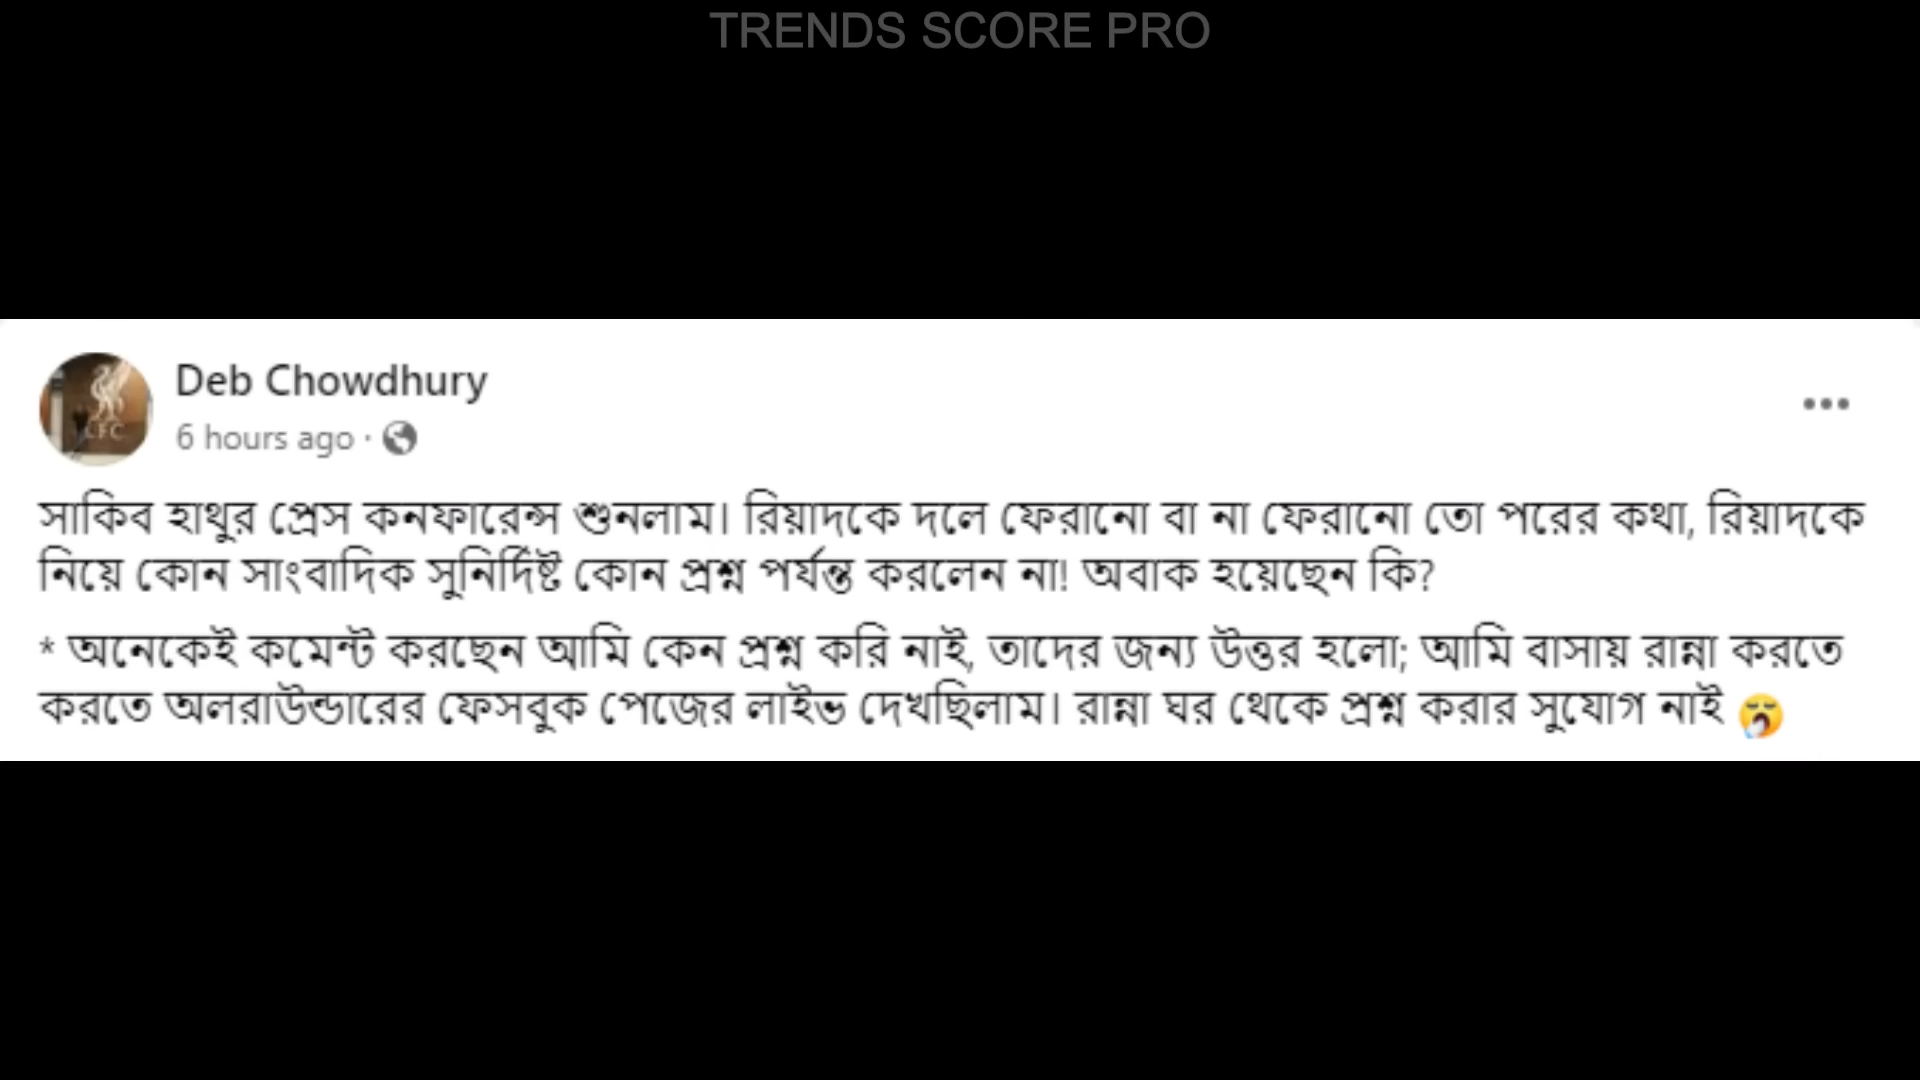 TRENDS SCORE PRO
Deb Chowdhury
6 hours ago ·
সাকিব হাথুর প্রেস কনফারেন্স শুনলাম। রিয়াদকে দলে ফেরানো বা না ফেরানো তো পরের কথা, রিয়াদকে
নিয়ে কোন সাংবাদিক সুনির্দিষ্ট কোন প্রশ্ন পর্যন্ত করলেন না! অবাক হয়েছেন কি?
* অনেকেই কমেন্ট করছেন আমি কেন প্রশ্ন করি নাই, তাদের জন্য উত্তর হলো; আমি বাসায় রান্না করতে
করতে অলরাউন্ডারের ফেসবুক পেজের লাইভ দেখছিলাম। রান্না ঘর থেকে প্রশ্ন করার সুযোগ নাই 🥱